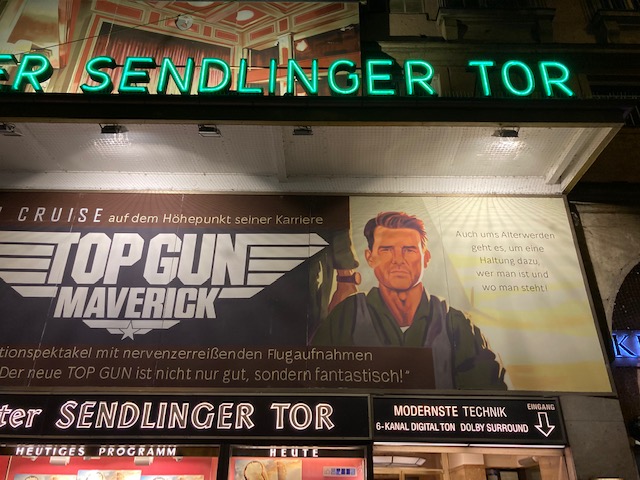 ER SENDLINGER TOR
CRUISE auf dem Höhepunkt seiner Karriere
TOP GUN
MAVERICK
tionspektakel mit nervenzerreißenden Flugaufnahmen
Der neue TOP GUN ist nicht nur gut, sondern fantastisch!“
Auch ums Älterwerden
geht es, um eine
Haltung dazu,
wer man ist und
wo man steht!
ter SENDLINGER TOR
MODERNSTE TECHNIK
6-KANAL DIGITAL TON DOLBY SURROUND
EINGANG
HEUTIGES PROGRAMM
HEUTE